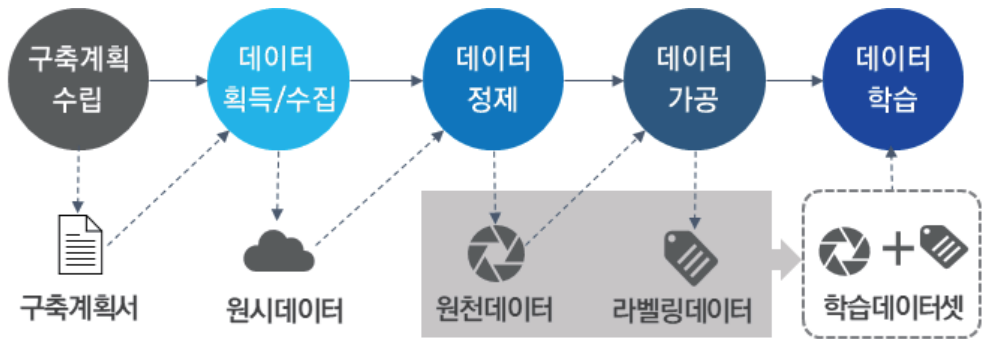 구축계획
수립
데이터
획득/수집
데이터
정제
데이터
가공
데이터
학습
구축계획서
원시데이터
원천데이터
라벨링데이터
학습데이터셋